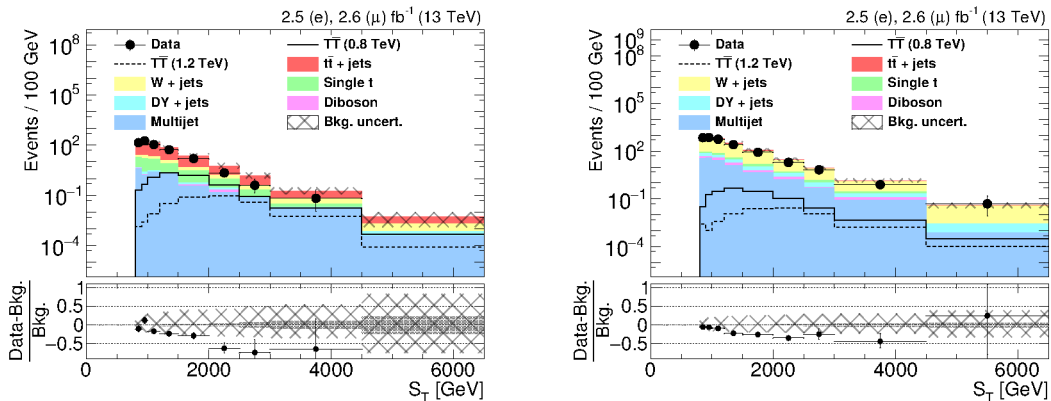 2.5 (e), 2.6 (μ) fb⁻¹ (13 TeV)
Events / 100 GeV
10⁸
10⁶
10⁴
10²
10⁻¹
10⁻⁴
Data
TT̄ (0.8 TeV)
TT̄ (1.2 TeV)
tt̄ + jets
W + jets
Single t
DY + jets
Diboson
Multijet
Bkg. uncert.
Data-Bkg.
Bkg.
1
0.5
0
−0.5
0 2000 4000 6000
S_T [GeV]
2.5 (e), 2.6 (μ) fb⁻¹ (13 TeV)
Events / 100 GeV
10⁹
10⁸
10⁶
10⁴
10²
10⁻¹
10⁻⁴
Data
TT̄ (0.8 TeV)
TT̄ (1.2 TeV)
tt̄ + jets
W + jets
Single t
DY + jets
Diboson
Multijet
Bkg. uncert.
Data-Bkg.
Bkg.
1
0.5
0
−0.5
0 2000 4000 6000
S_T [GeV]